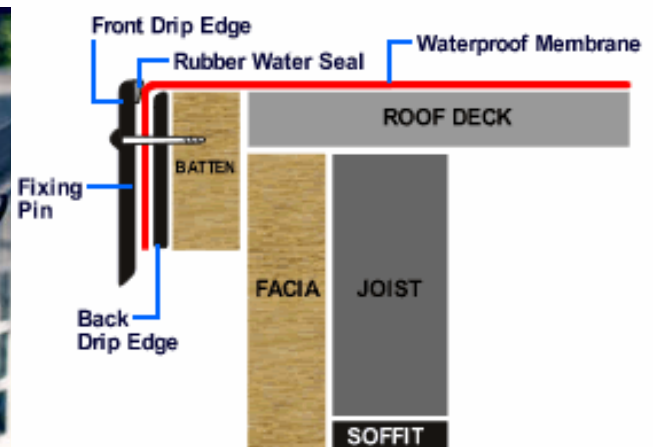 Front Drip Edge
Waterproof Membrane
Rubber Water Seal
ROOF DECK
BATTEN
Fixing
Pin
FACIA
JOIST
Back
Drip Edge
SOFFIT